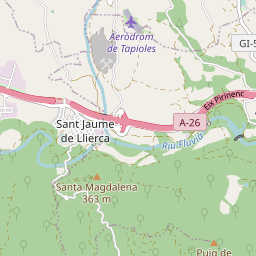 Aeròdrom
de Tapioles
GI-5
Eix Pirinenc
A-26
Sant Jaume
de Llierca
Riu Fluvià
Santa Magdalena
363 m
Puig de